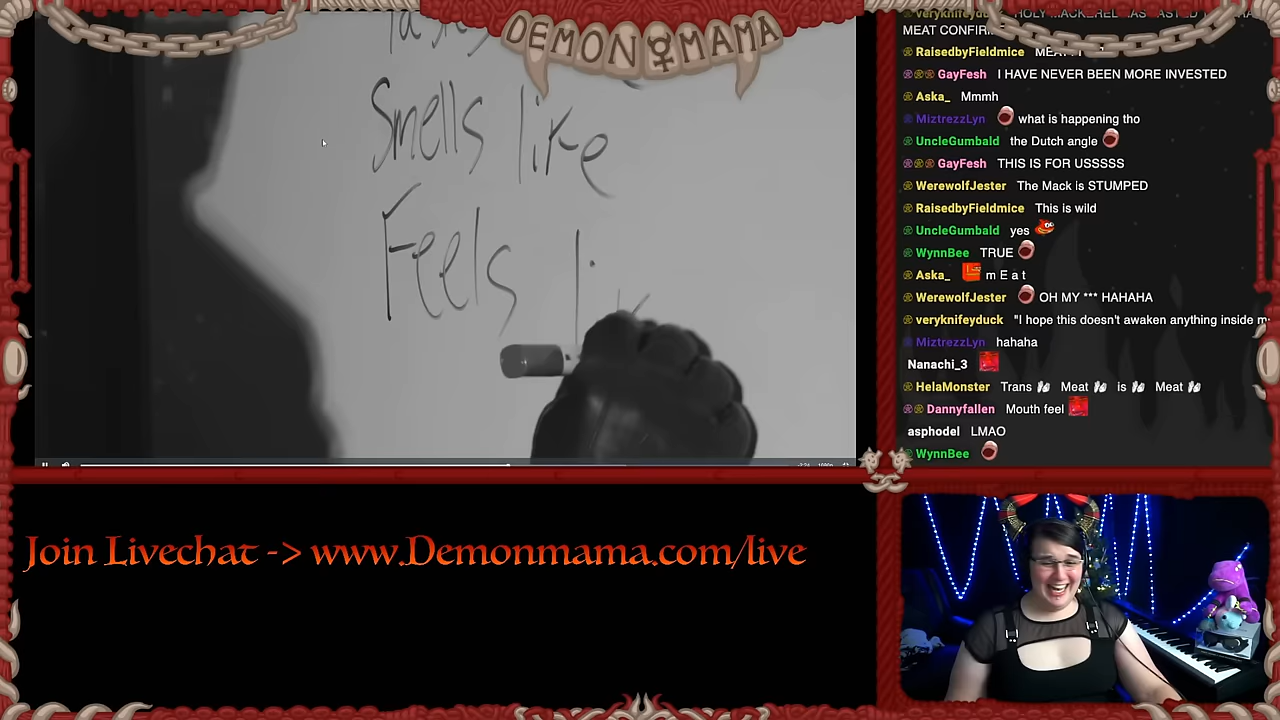 DEMON MAMA
Smells like
Feels lik
Join Livechat -> www.Demonmama.com/live
veryknifeyduck HOLY
MEAT CONFIR
RaisedbyFieldmice
GayFesh I HAVE NEVER BEEN MORE INVESTED
Aska_ Mmmh
MiztrezzLyn what is happening tho
UncleGumbald the Dutch angle
GayFesh THIS IS FOR USSSSS
WerewolfJester The Mack is STUMPED
RaisedbyFieldmice This is wild
UncleGumbald yes
WynnBee TRUE
Aska_ m E a t
WerewolfJester OH MY *** HAHAHA
veryknifeyduck "I hope this doesn't awaken anything inside m
MiztrezzLyn hahaha
Nanachi_3
HelaMonster Trans Meat is Meat
Dannyfallen Mouth feel
asphodel LMAO
WynnBee